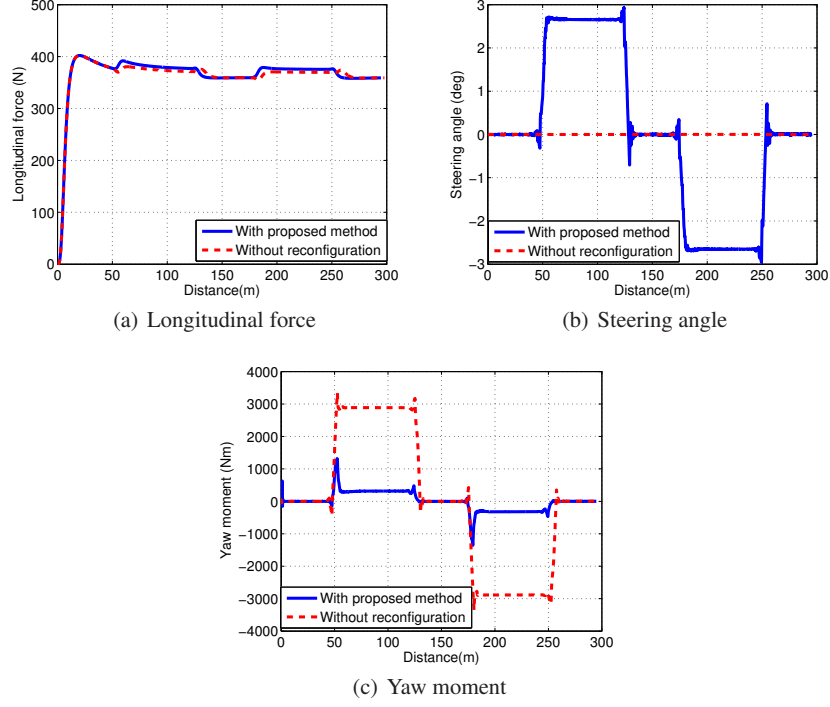 500
400
300
200
100
0
Longitudinal force (N)
With proposed method
Without reconfiguration
0 50 100 150 200 250 300
Distance(m)
(a) Longitudinal force
3
2
1
0
−1
−2
−3
Steering angle (deg)
With proposed method
Without reconfiguration
0 50 100 150 200 250 300
Distance(m)
(b) Steering angle
4000
3000
2000
1000
0
−1000
−2000
−3000
−4000
Yaw moment (Nm)
With proposed method
Without reconfiguration
0 50 100 150 200 250 300
Distance(m)
(c) Yaw moment